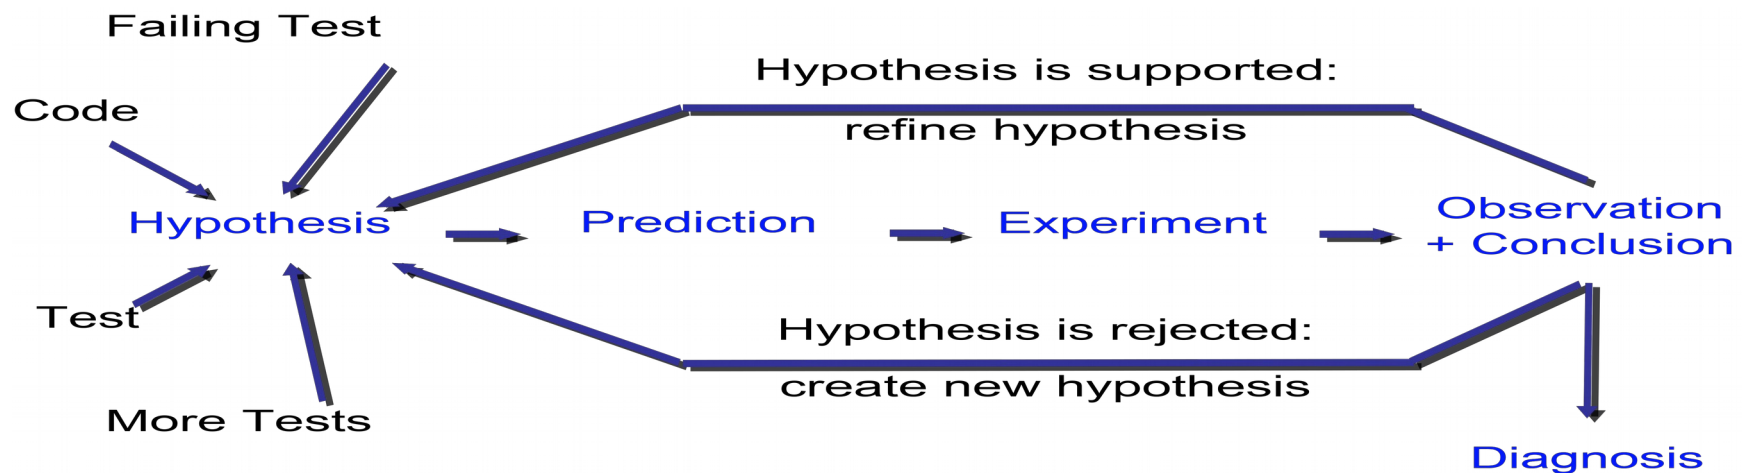 Failing Test
Code
Hypothesis is supported:
refine hypothesis
Hypothesis
Prediction
Experiment
Observation
+ Conclusion
Test
More Tests
Hypothesis is rejected:
create new hypothesis
Diagnosis